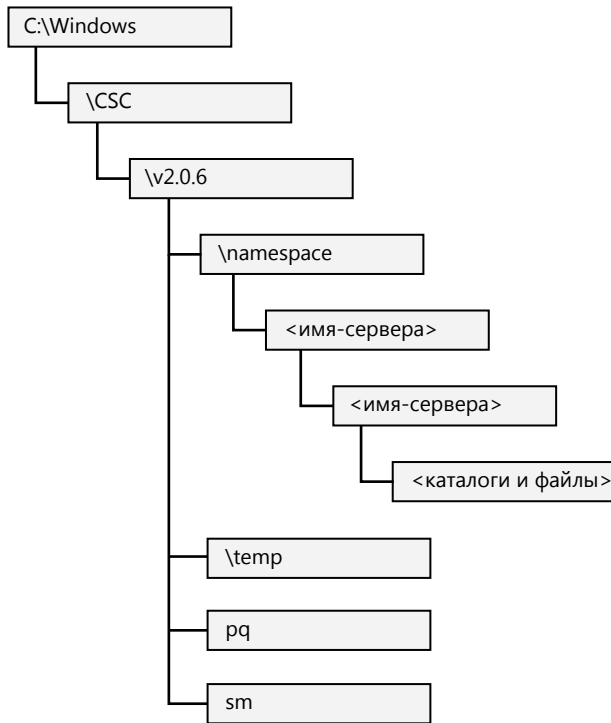 C:\Windows
\CSC
\v2.0.6
\namespace
<имя-сервера>
<имя-сервера>
<каталоги и файлы>
\temp
pq
sm